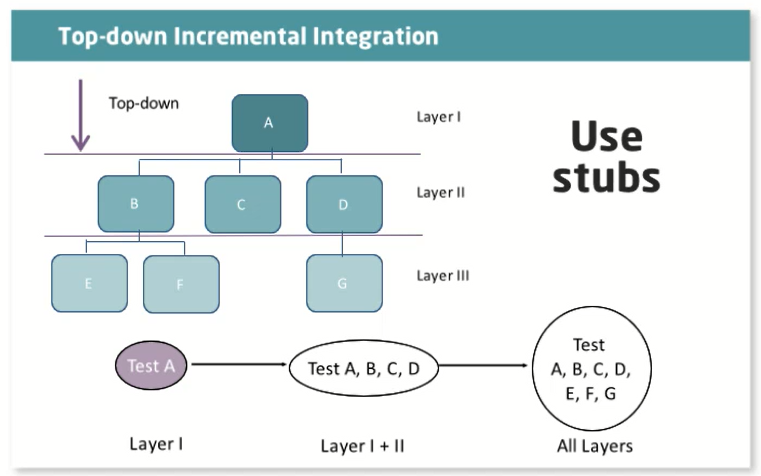 Top-down Incremental Integration
Top-down
A
Layer I
Use
stubs
B
C
D
Layer II
E
F
G
Layer III
Test A
Test A, B, C, D
Test
A, B, C, D,
E, F, G
Layer I
Layer I + II
All Layers